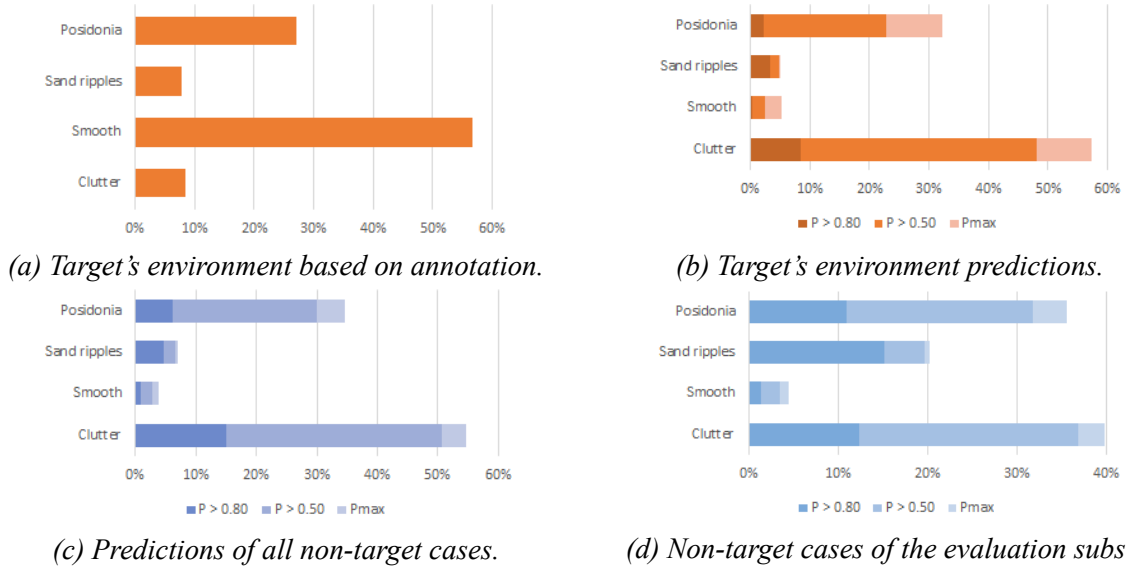 Posidonia
Sand ripples
Smooth
Clutter
0% 10% 20% 30% 40% 50% 60%
(a) Target's environment based on annotation.
Posidonia
Sand ripples
Smooth
Clutter
0% 10% 20% 30% 40% 50% 60%
P > 0.80 P > 0.50 Pmax
(b) Target's environment predictions.
Posidonia
Sand ripples
Smooth
Clutter
0% 10% 20% 30% 40% 50% 60%
P > 0.80 P > 0.50 Pmax
(c) Predictions of all non-target cases.
Posidonia
Sand ripples
Smooth
Clutter
0% 10% 20% 30% 40%
P > 0.80 P > 0.50 Pmax
(d) Non-target cases of the evaluation subs